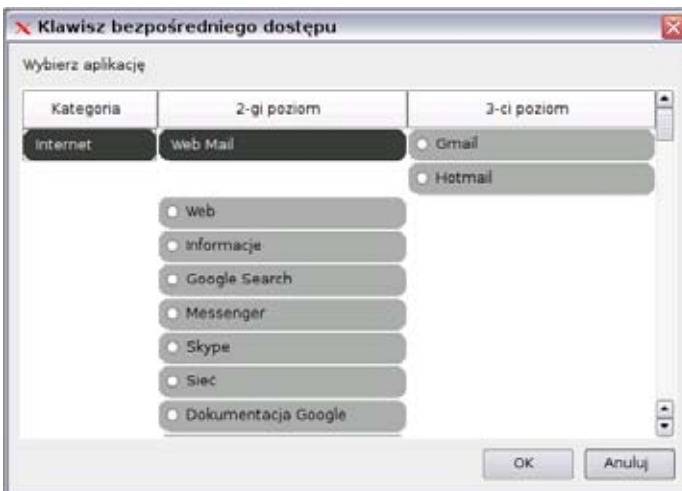 Klawisz bezpośredniego dostępu
Wybierz aplikację
Kategoria 2-gi poziom 3-ci poziom
Internet Web Mail Gmail
Hotmail
Web
Informacje
Google Search
Messenger
Skype
Sieć
Dokumentacja Google
OK Anuluj